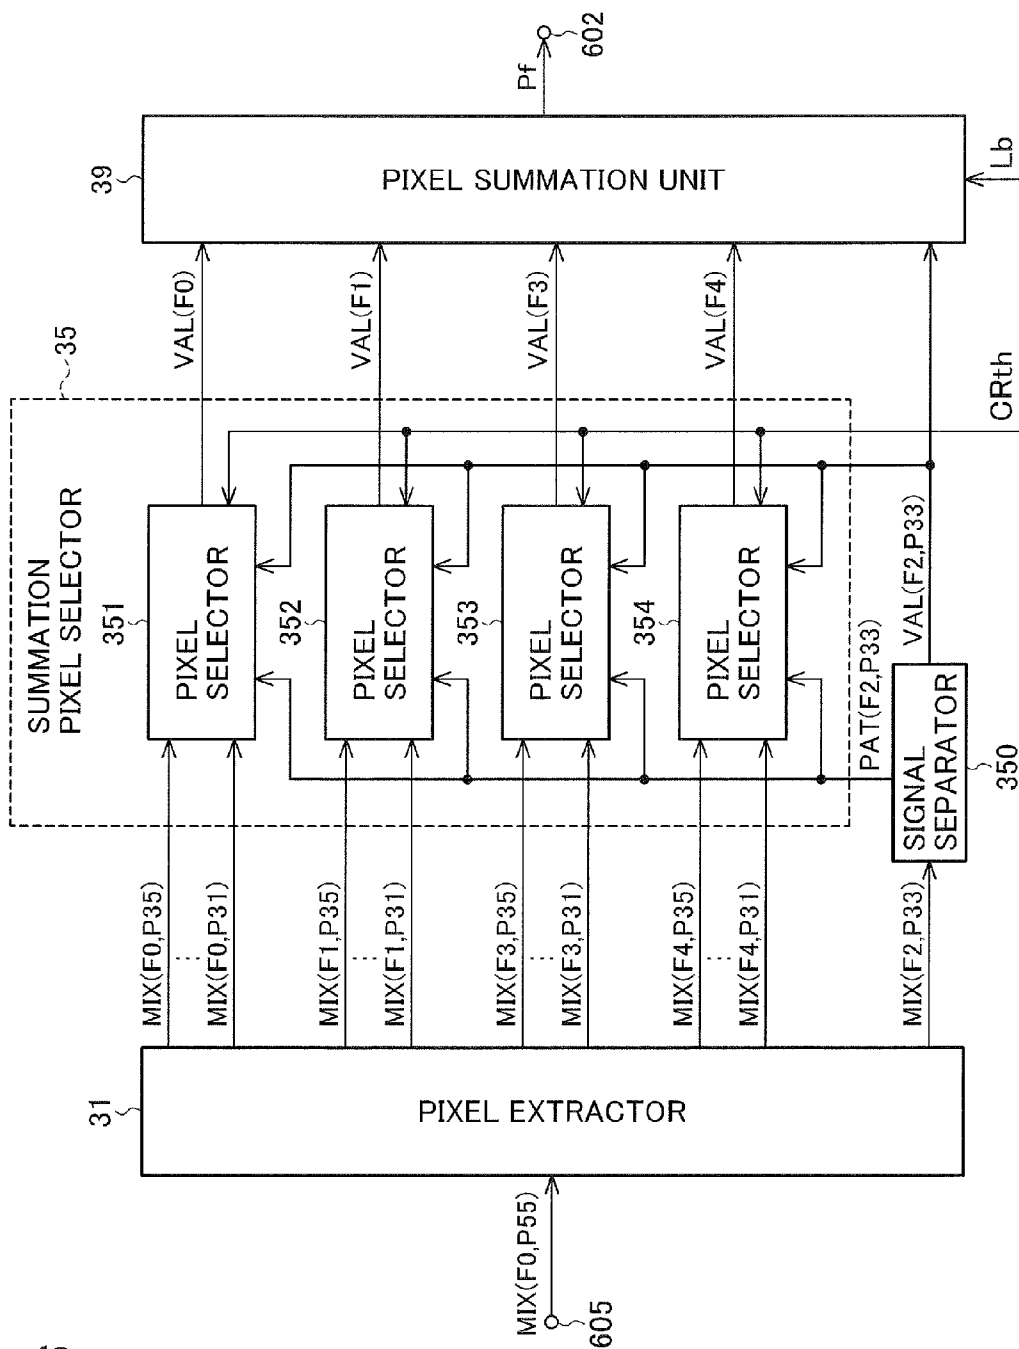 602
Pf
39
PIXEL SUMMATION UNIT
Lb
VAL(F0)
VAL(F1)
VAL(F3)
VAL(F4)
35
CRth
SUMMATION
PIXEL SELECTOR
351
PIXEL
SELECTOR
352
PIXEL
SELECTOR
353
PIXEL
SELECTOR
354
PIXEL
SELECTOR
PAT(F2,P33)
VAL(F2,P33)
SIGNAL
SEPARATOR
350
MIX(F0,P35)
MIX(F0,P31)
MIX(F1,P35)
MIX(F1,P31)
MIX(F3,P35)
MIX(F3,P31)
MIX(F4,P35)
MIX(F4,P31)
MIX(F2,P33)
31
PIXEL EXTRACTOR
MIX(F0,P55)
605